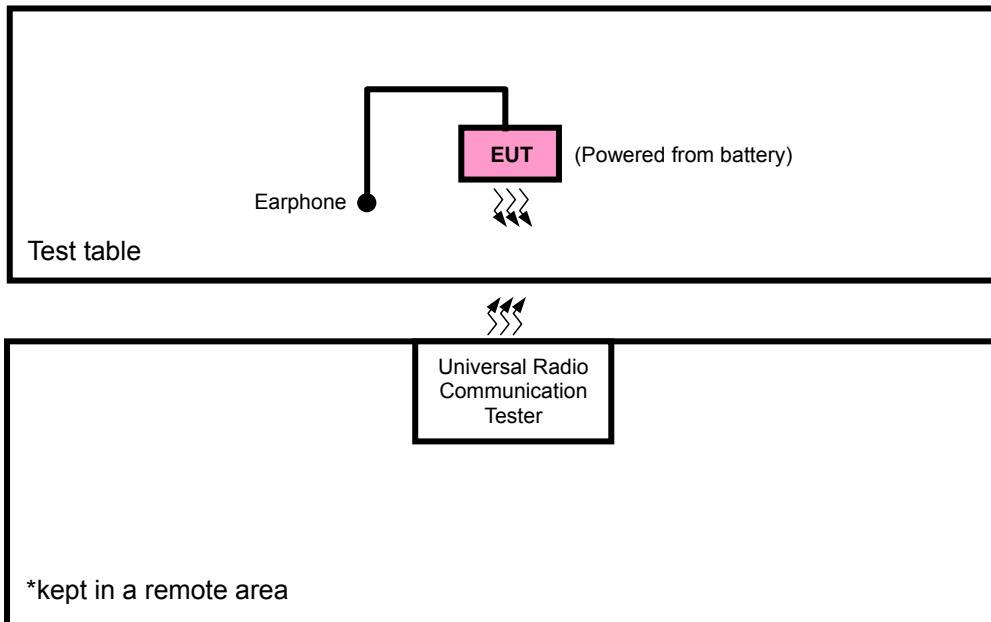 EUT
(Powered from battery)
Earphone
Test table
Universal Radio
Communication
Tester
*kept in a remote area